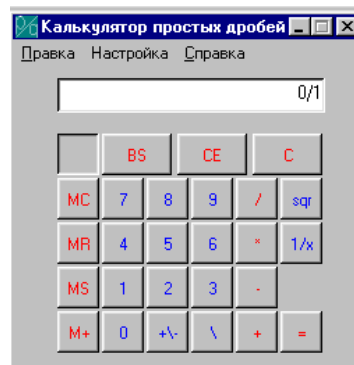 Калькулятор простых дробей
Правка Настройка Справка
0/1
BS CE C
MC 7 8 9 / sqr
MR 4 5 6 * 1/x
MS 1 2 3 -
M+ 0 +\- \ + =